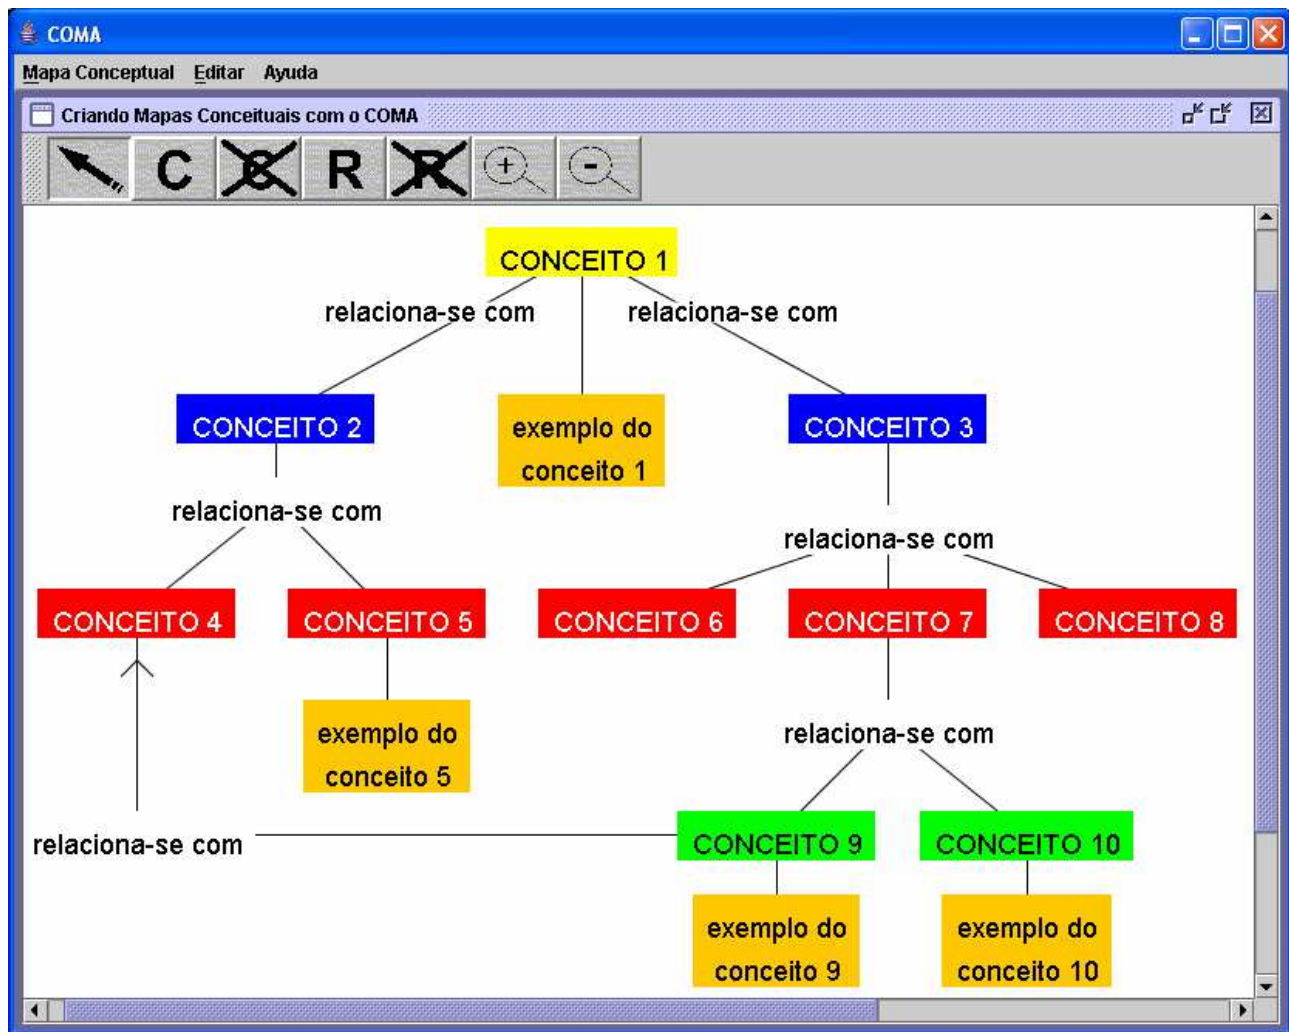 COMA
Mapa Conceptual Editar Ayuda
Criando Mapas Conceituais com o COMA
C C R R + -
CONCEITO 1
relaciona-se com relaciona-se com
CONCEITO 2 exemplo do CONCEITO 3
conceito 1
relaciona-se com
relaciona-se com
CONCEITO 4 CONCEITO 5 CONCEITO 6 CONCEITO 7 CONCEITO 8
exemplo do
conceito 5
relaciona-se com
relaciona-se com CONCEITO 9 CONCEITO 10
exemplo do exemplo do
conceito 9 conceito 10